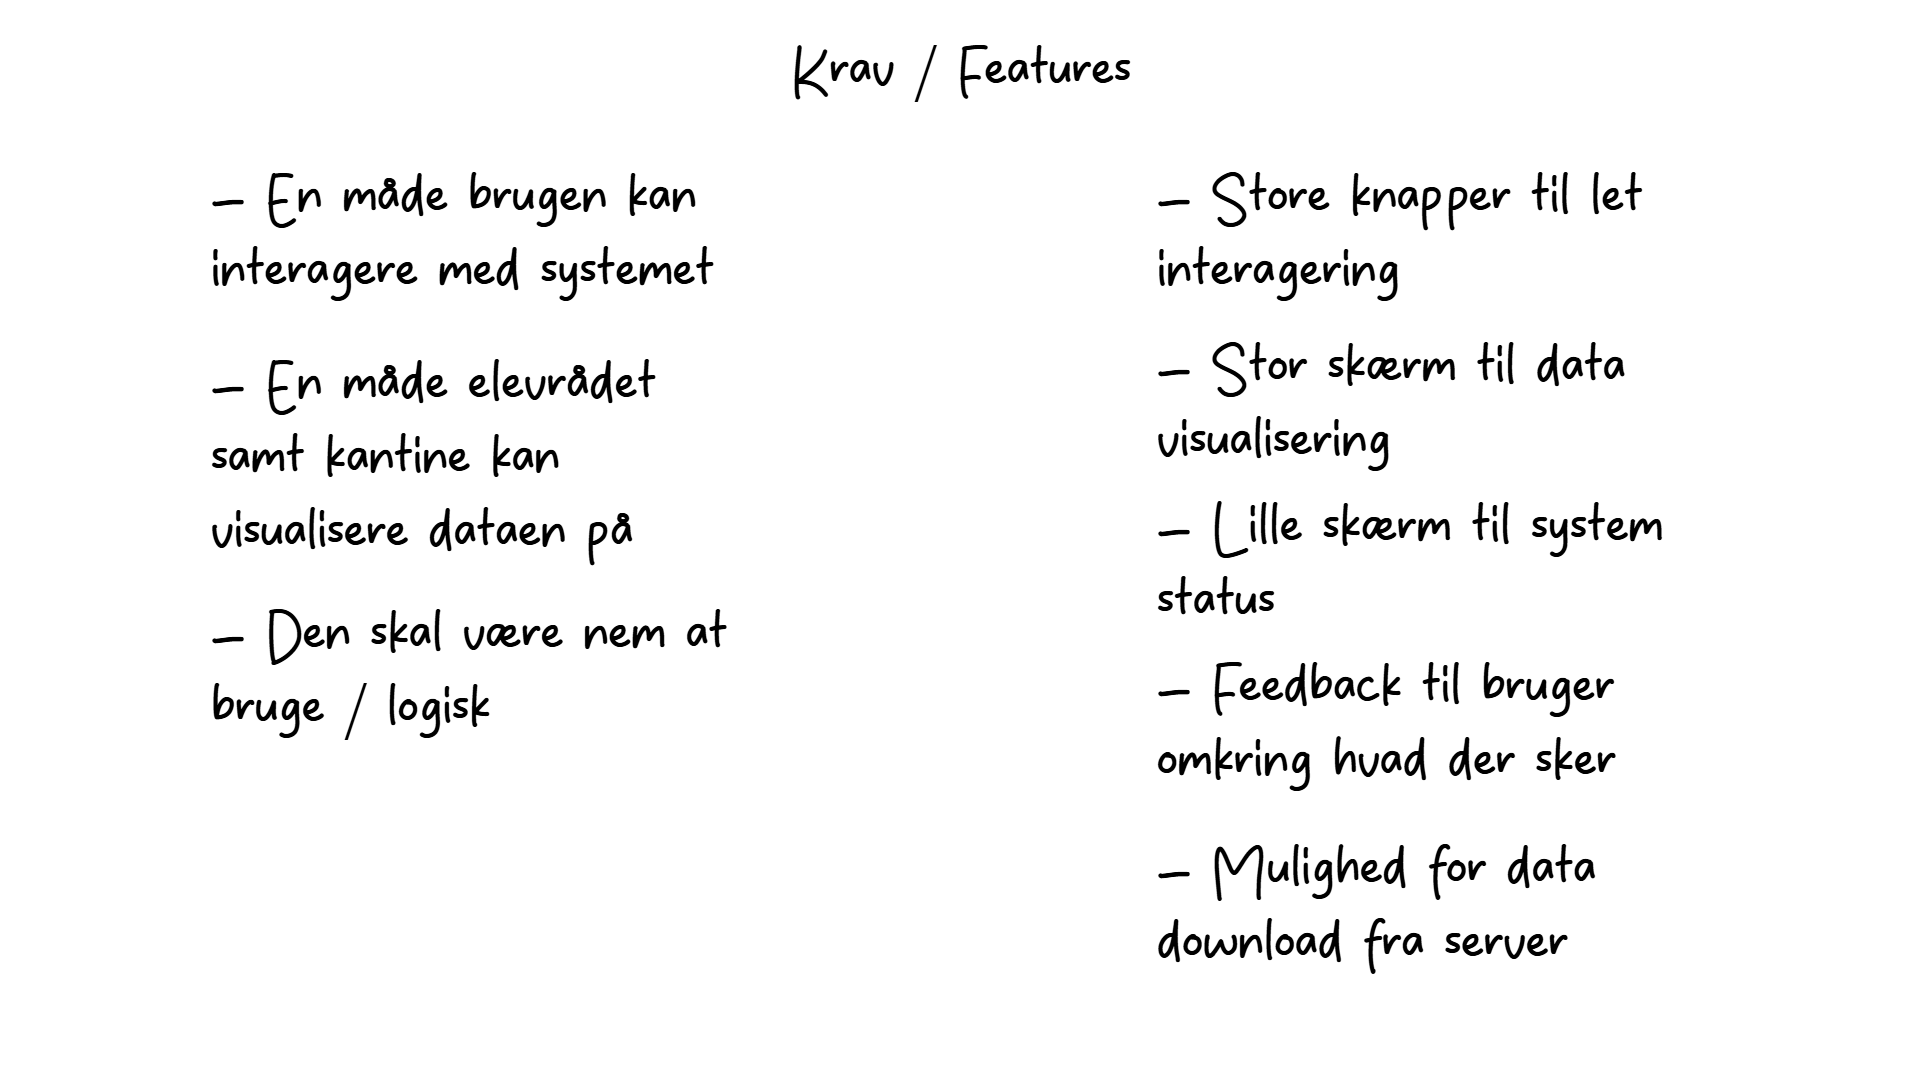 Krav / Features
– En måde brugen kan
interagere med systemet
– En måde elevrådet
samt kantine kan
visualisere dataen på
– Den skal være nem at
bruge / logisk
– Store knapper til let
interagering
– Stor skærm til data
visualisering
– Lille skærm til system
status
– Feedback til bruger
omkring hvad der sker
– Mulighed for data
download fra server